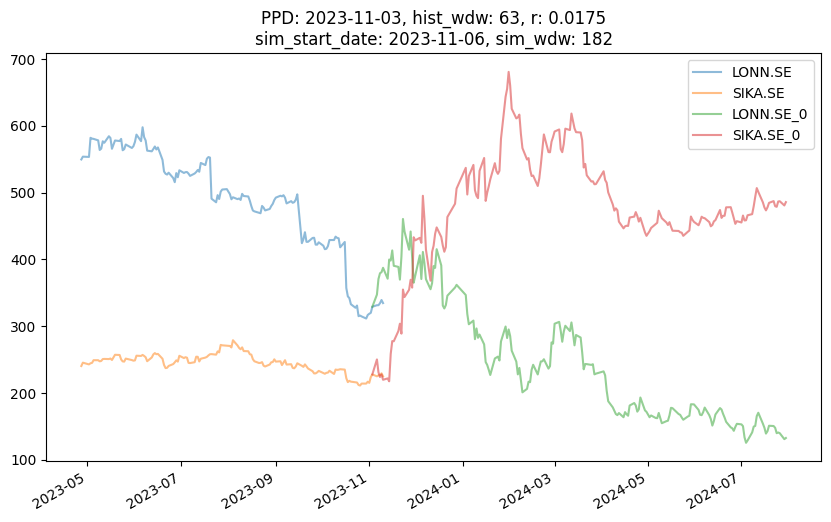 PPD: 2023-11-03, hist_wdw: 63, r: 0.0175
sim_start_date: 2023-11-06, sim_wdw: 182
700
600
500
400
300
200
100
LONN.SE
SIKA.SE
LONN.SE_0
SIKA.SE_0
2023-05
2023-07
2023-09
2023-11
2024-01
2024-03
2024-05
2024-07